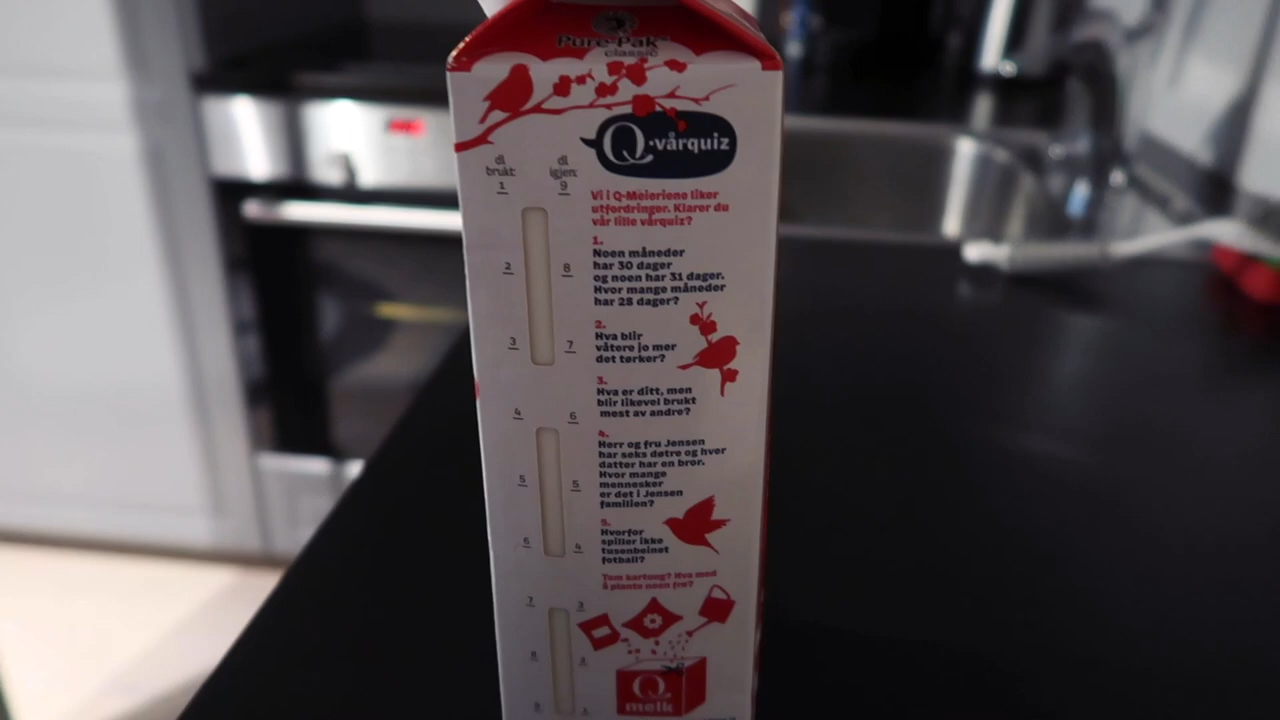 Pure-Pak
classic
Q-vårquiz
dl
brukt:
dl
igjen:
1
9
2
8
3
7
4
6
5
5
6
4
7
3
8
2
9
1
Vi i Q-Meieriene liker
utfordringer. Klarer du
vår lille vårquiz?
1.
Noen måneder
har 30 dager
og noen har 31 dager.
Hvor mange måneder
har 28 dager?
2.
Hva blir
våtere jo mer
det tørker?
3.
Hva er ditt, men
blir likevel brukt
mest av andre?
4.
Herr og fru Jensen
har seks døtre og hver
datter har en bror.
Hvor mange
mennesker
er det i Jensen
familien?
5.
Hvorfor
spiller ikke
tusenbeinet
fotball?
Tom kartong? Hva med
å plante noen frø?
Q
melk